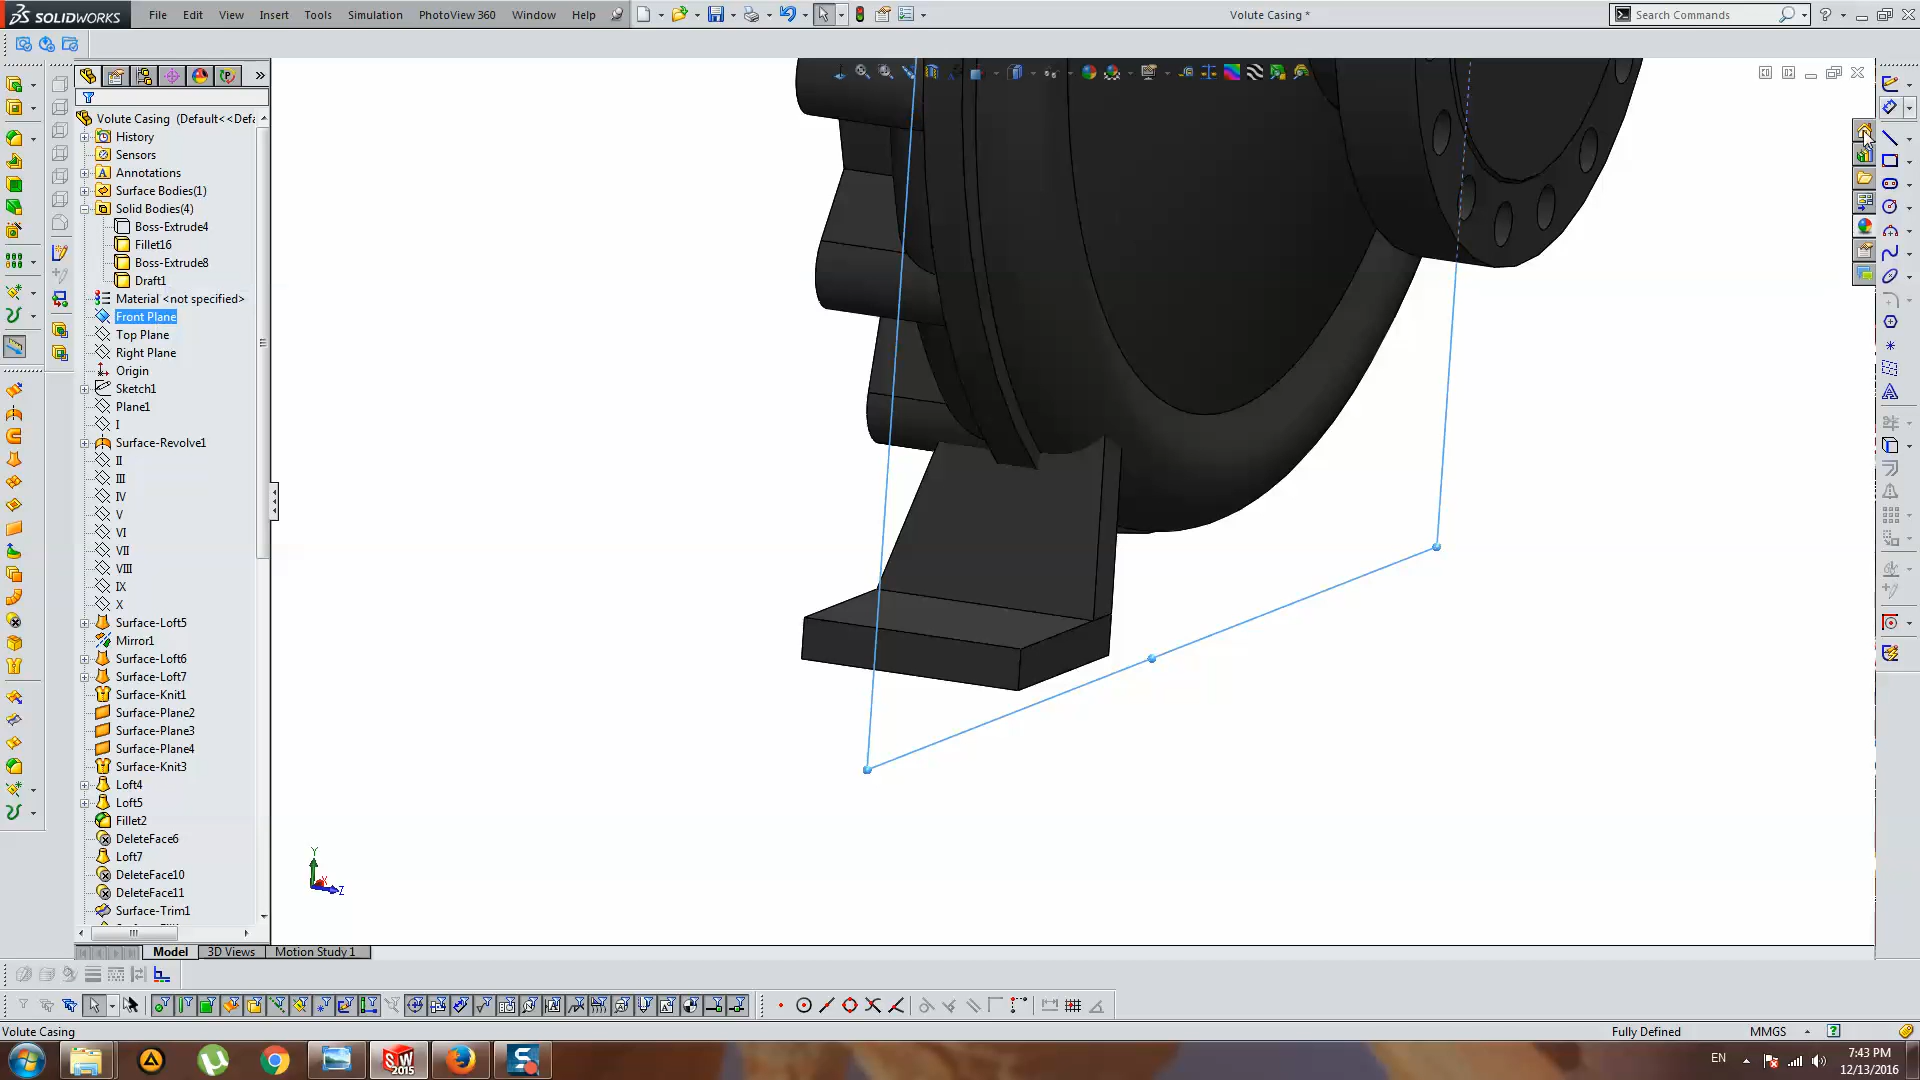 SOLIDWORKS File Edit View Insert Tools Simulation PhotoView 360 Window Help Volute Casing * Search Commands
Volute Casing (Default<<Defa
History
Sensors
Annotations
Surface Bodies(1)
Solid Bodies(4)
Boss-Extrude4
Fillet16
Boss-Extrude8
Draft1
Material <not specified>
Front Plane
Top Plane
Right Plane
Origin
Sketch1
Plane1
I
Surface-Revolve1
II
III
IV
V
VI
VII
VIII
IX
X
Surface-Loft5
Mirror1
Surface-Loft6
Surface-Loft7
Surface-Knit1
Surface-Plane2
Surface-Plane3
Surface-Plane4
Surface-Knit3
Loft4
Loft5
Fillet2
DeleteFace6
Loft7
DeleteFace10
DeleteFace11
Surface-Trim1
Y
X
Z
Model 3D Views Motion Study 1
Volute Casing Fully Defined MMGS
SW 2015
EN
7:43 PM
12/13/2016